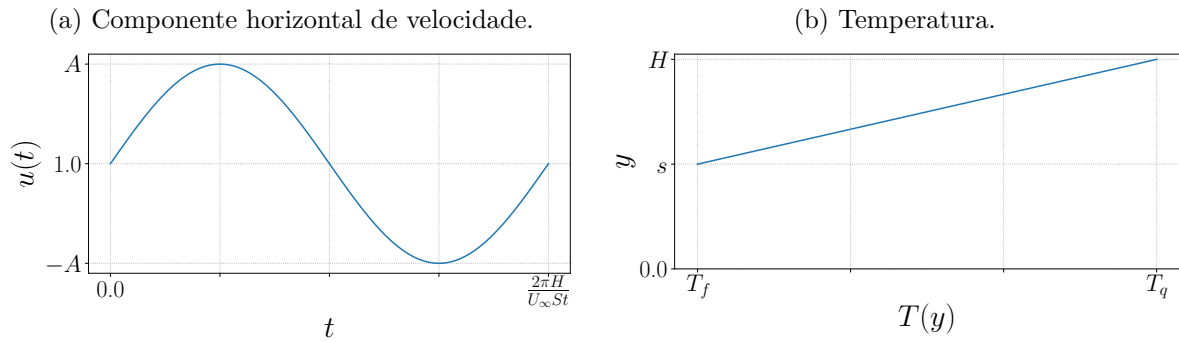 (a) Componente horizontal de velocidade.
A
1.0
−A
u(t)
0.0
2πH
U∞St
t
(b) Temperatura.
H
s
0.0
y
T_f
T_q
T(y)